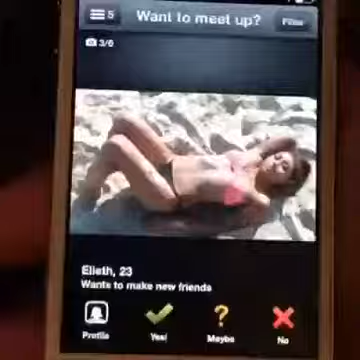 5 Want to meet up? Filter
3/6
Elieth, 23
Wants to make new friends
Profile Yes! Maybe No